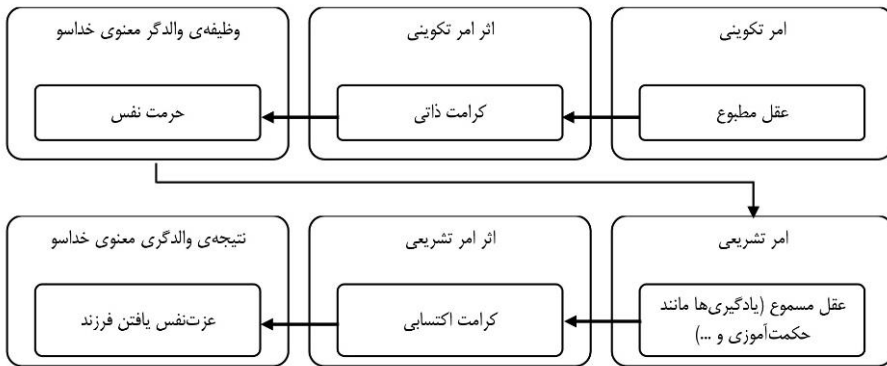 امر تکوینی
عقل مطبوع
اثر امر تکوینی
کرامت ذاتی
وظیفه‌ی والدگر معنوی خداسو
حرمت نفس
امر تشریعی
عقل مسموع (یادگیری‌ها مانند
حکمت‌آموزی و ...)
اثر امر تشریعی
کرامت اکتسابی
نتیجه‌ی والدگری معنوی خداسو
عزت‌نفس یافتن فرزند